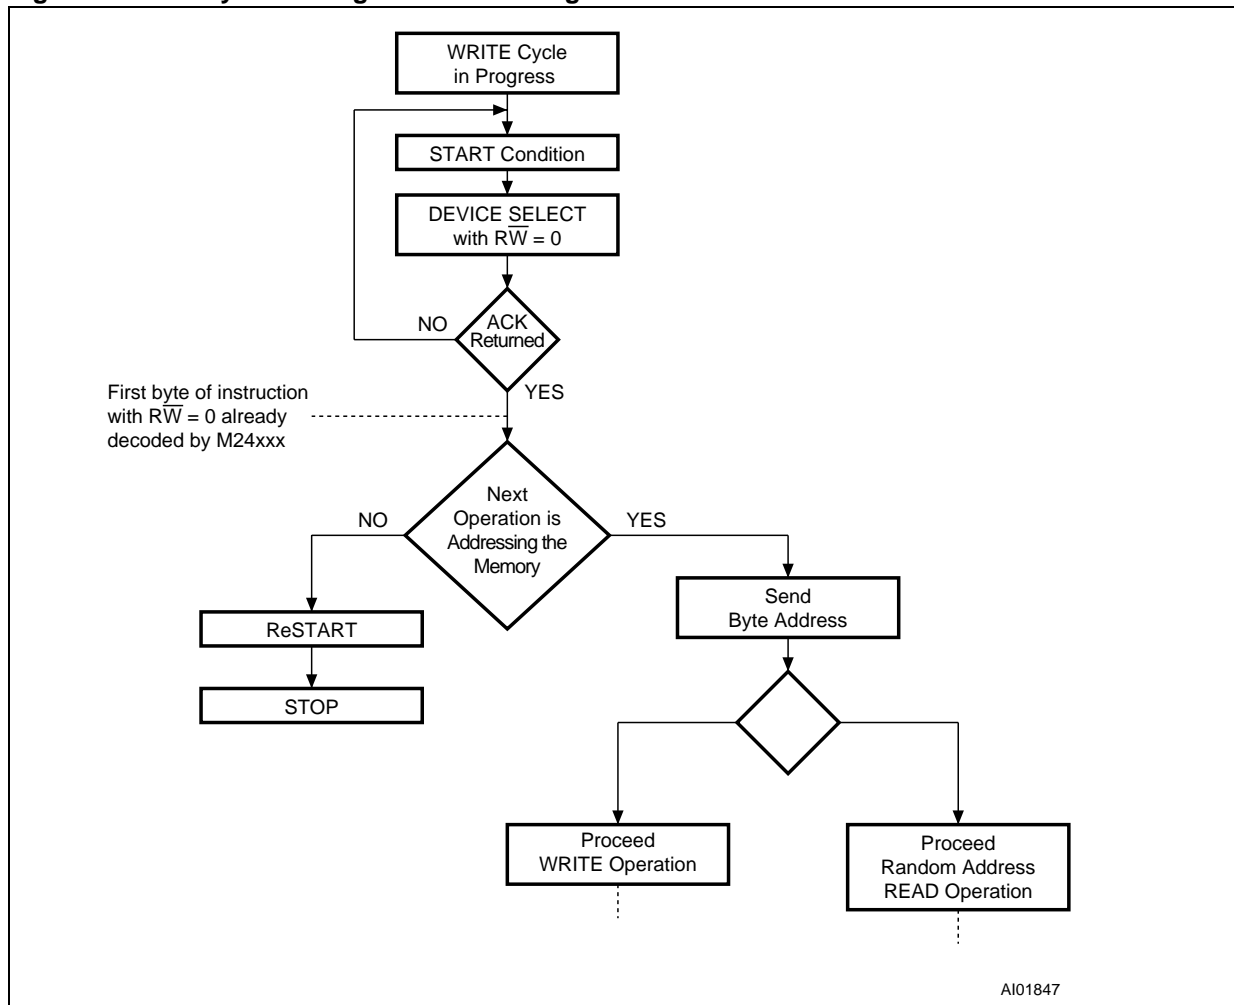 WRITE Cycle
in Progress
START Condition
DEVICE SELECT
with RW̅ = 0
NO
ACK
Returned
YES
First byte of instruction
with RW̅ = 0 already
decoded by M24xxx
Next
Operation is
Addressing the
Memory
NO
YES
Send
Byte Address
ReSTART
STOP
Proceed
WRITE Operation
Proceed
Random Address
READ Operation
AI01847